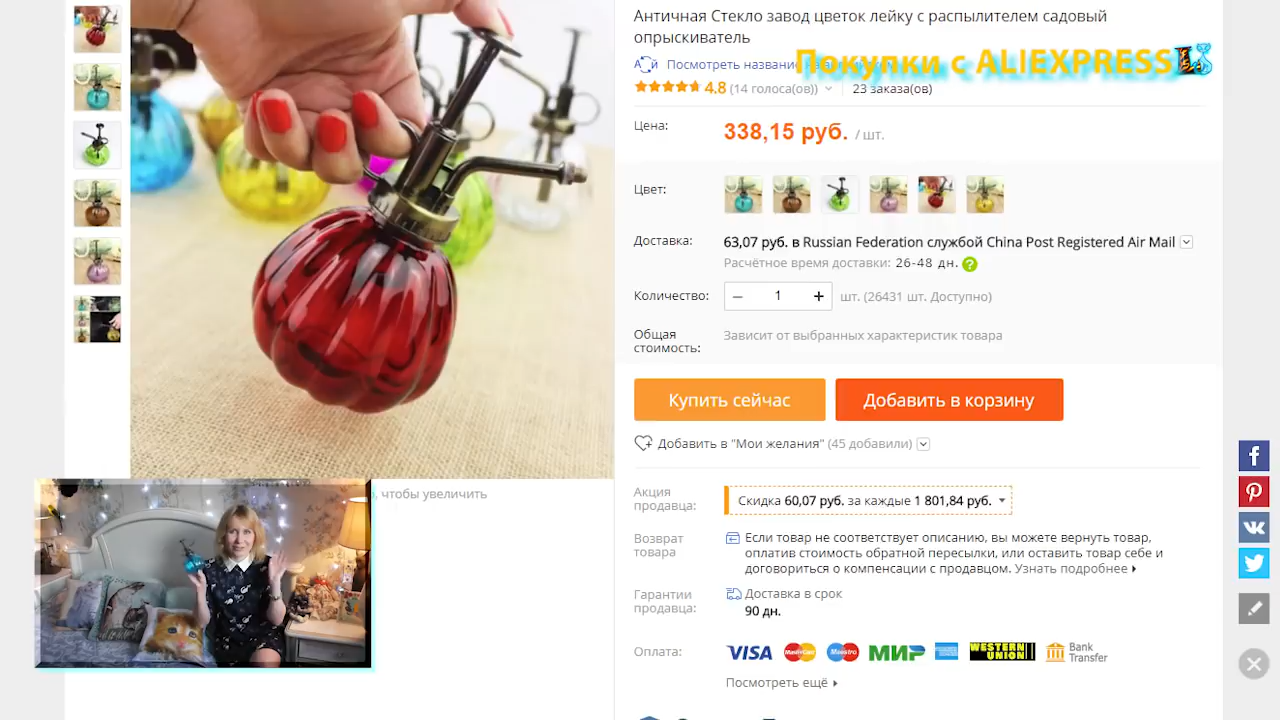 Античная Стекло завод цветок лейку с распылителем садовый
опрыскиватель
Покупки с ALIEXPRESS
Посмотреть название на
4.8 (14 голоса(ов)) 23 заказа(ов)
Цена: 338,15 руб. / шт.
Цвет:
Доставка: 63,07 руб. в Russian Federation службой China Post Registered Air Mail
Расчётное время доставки: 26-48 дн. ?
Количество: – 1 + шт. (26431 шт. Доступно)
Общая
стоимость:
Зависит от выбранных характеристик товара
Купить сейчас Добавить в корзину
Добавить в "Мои желания" (45 добавили)
, чтобы увеличить
Акция
продавца:
Скидка 60,07 руб. за каждые 1 801,84 руб.
Возврат
товара
Если товар не соответствует описанию, вы можете вернуть товар,
оплатив стоимость обратной пересылки, или оставить товар себе и
договориться о компенсации с продавцом. Узнать подробнее
Гарантии
продавца:
Доставка в срок
90 дн.
Оплата: VISA MasterCard Maestro МИР WESTERN UNION Bank Transfer
Посмотреть ещё